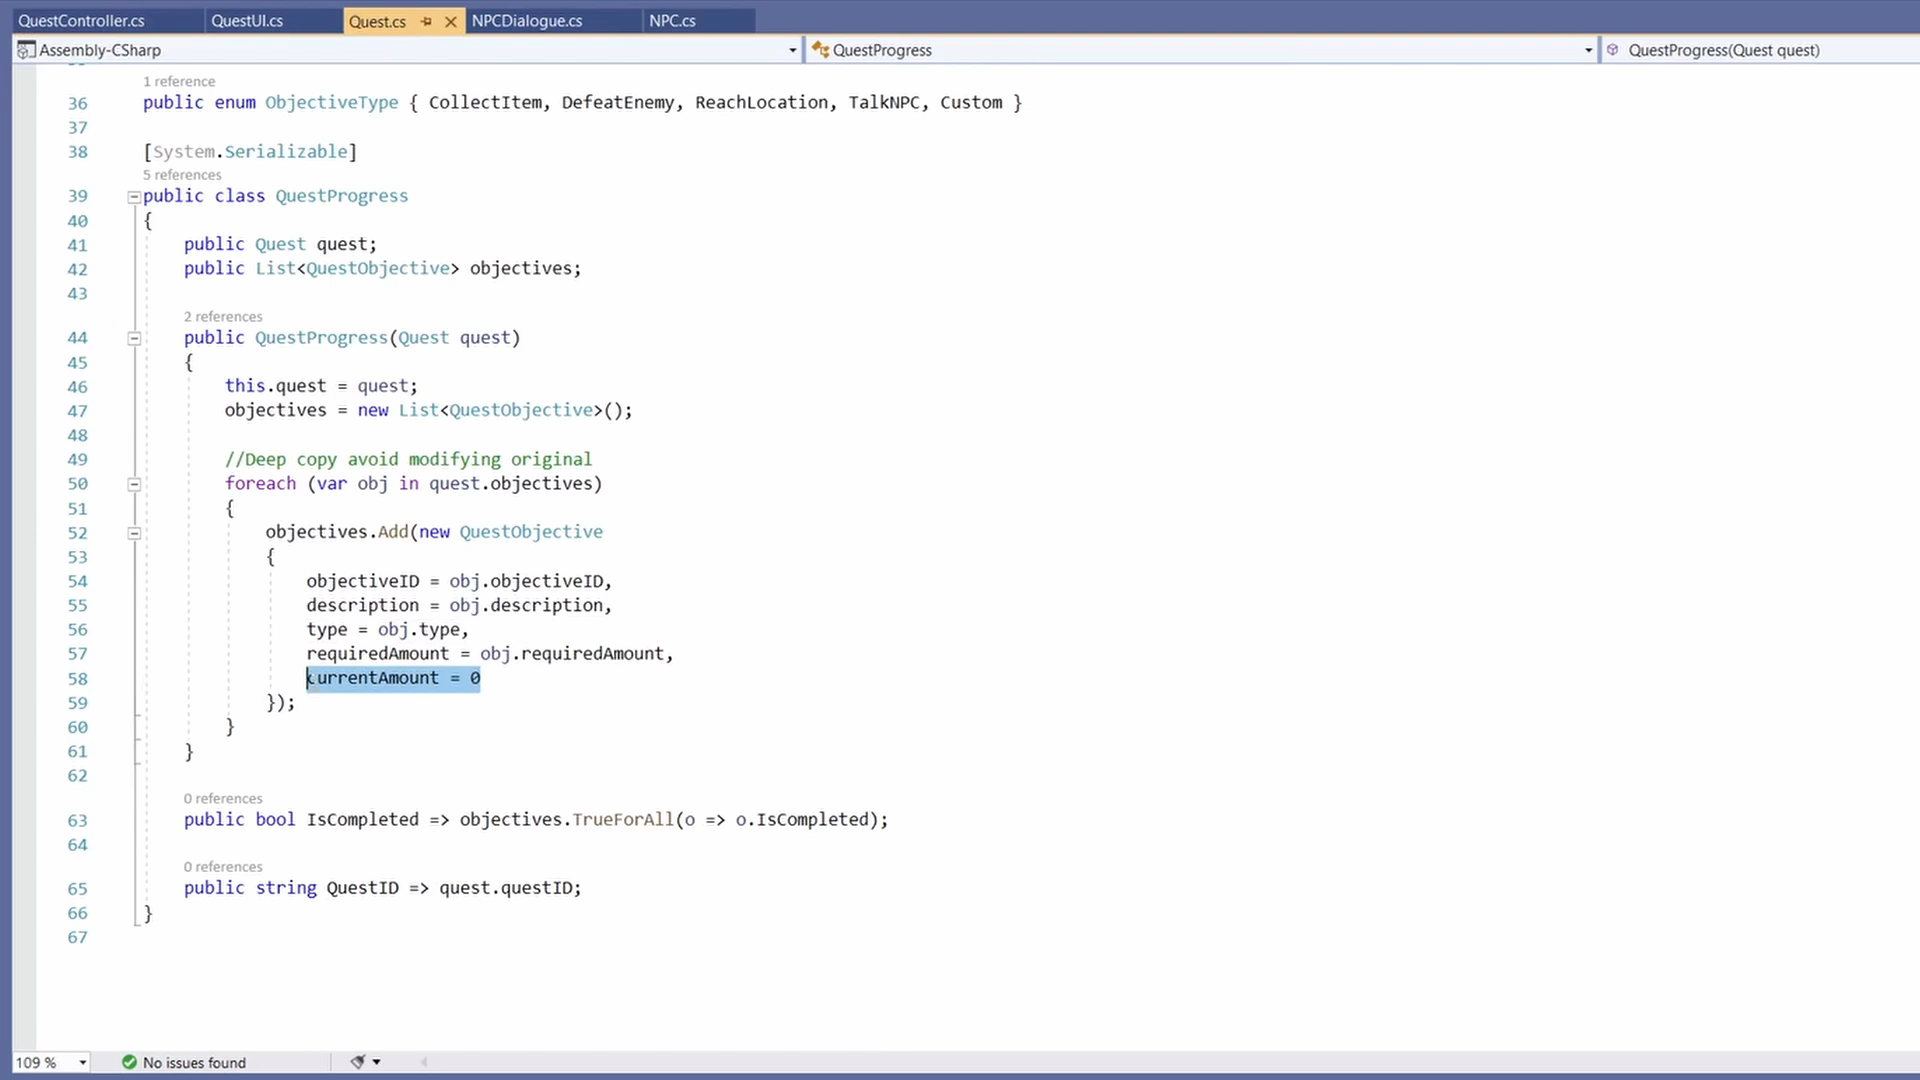 QuestController.cs QuestUI.cs Quest.cs NPCDialogue.cs NPC.cs
Assembly-CSharp QuestProgress QuestProgress(Quest quest)
1 reference
36 public enum ObjectiveType { CollectItem, DefeatEnemy, ReachLocation, TalkNPC, Custom }
37
38 [System.Serializable]
5 references
39 public class QuestProgress
40 {
41 public Quest quest;
42 public List<QuestObjective> objectives;
43
2 references
44 public QuestProgress(Quest quest)
45 {
46 this.quest = quest;
47 objectives = new List<QuestObjective>();
48
49 //Deep copy avoid modifying original
50 foreach (var obj in quest.objectives)
51 {
52 objectives.Add(new QuestObjective
53 {
54 objectiveID = obj.objectiveID,
55 description = obj.description,
56 type = obj.type,
57 requiredAmount = obj.requiredAmount,
58 currentAmount = 0
59 });
60 }
61 }
62
0 references
63 public bool IsCompleted => objectives.TrueForAll(o => o.IsCompleted);
64
0 references
65 public string QuestID => quest.questID;
66 }
67
109 % No issues found